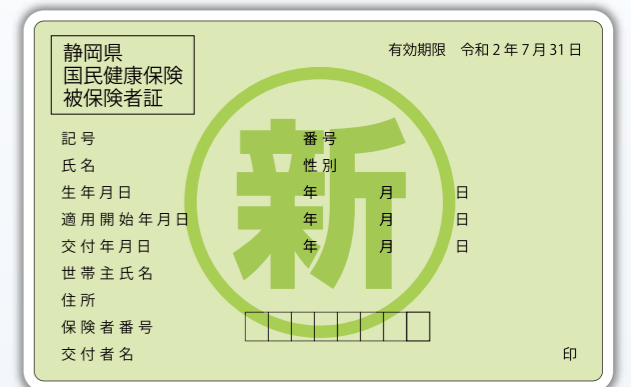 静岡県
国民健康保険
被保険者証
有効期限 令和2年7月31日
記号 番号
氏名 性別
生年月日 年 月 日
適用開始年月日 年 月 日
交付年月日 年 月 日
世帯主氏名
住所
保険者番号
交付者名 印
新